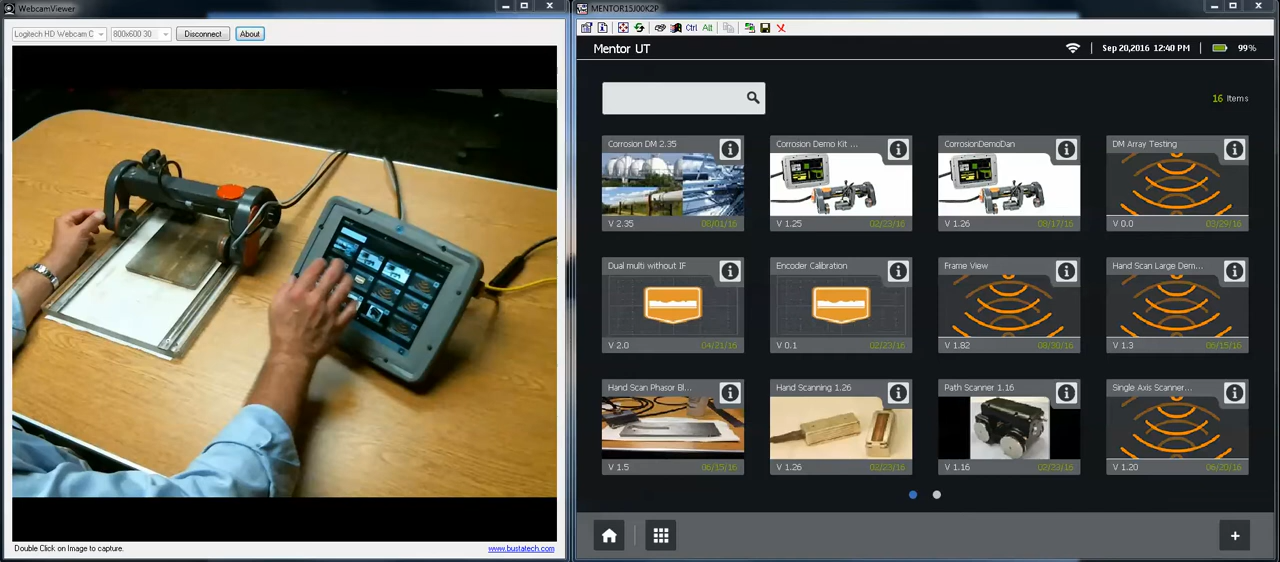 WebcamViewer
Logitech HD Webcam C
800x600 30
Disconnect
About
Double Click on Image to capture.
www.bustatech.com
MENTOR15J00K2P
Ctrl
Alt
Mentor UT
Sep 20,2016 12:40 PM
99%
16 Items
Corrosion DM 2.35
V 2.35
08/01/16
Corrosion Demo Kit ...
V 1.25
02/23/16
CorrosionDemoDan
V 1.26
08/17/16
DM Array Testing
V 0.0
03/29/16
Dual multi without IF
V 2.0
04/21/16
Encoder Calibration
V 0.1
02/23/16
Frame View
V 1.82
08/30/16
Hand Scan Large Dem...
V 1.3
06/15/16
Hand Scan Phasor Bl...
V 1.5
06/15/16
Hand Scanning 1.26
V 1.26
02/23/16
Path Scanner 1.16
V 1.16
02/23/16
Single Axis Scanner...
V 1.20
06/20/16